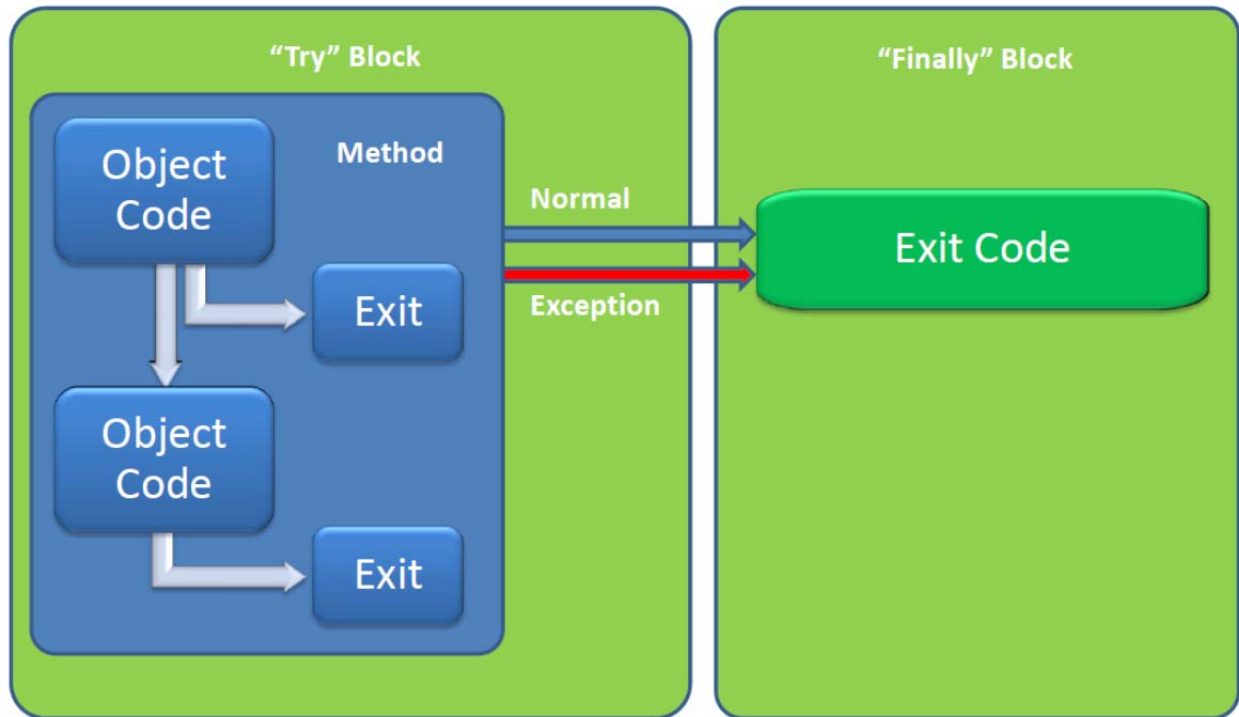 “Try” Block
Method
Object
Code
Exit
Object
Code
Exit
Normal
Exception
“Finally” Block
Exit Code